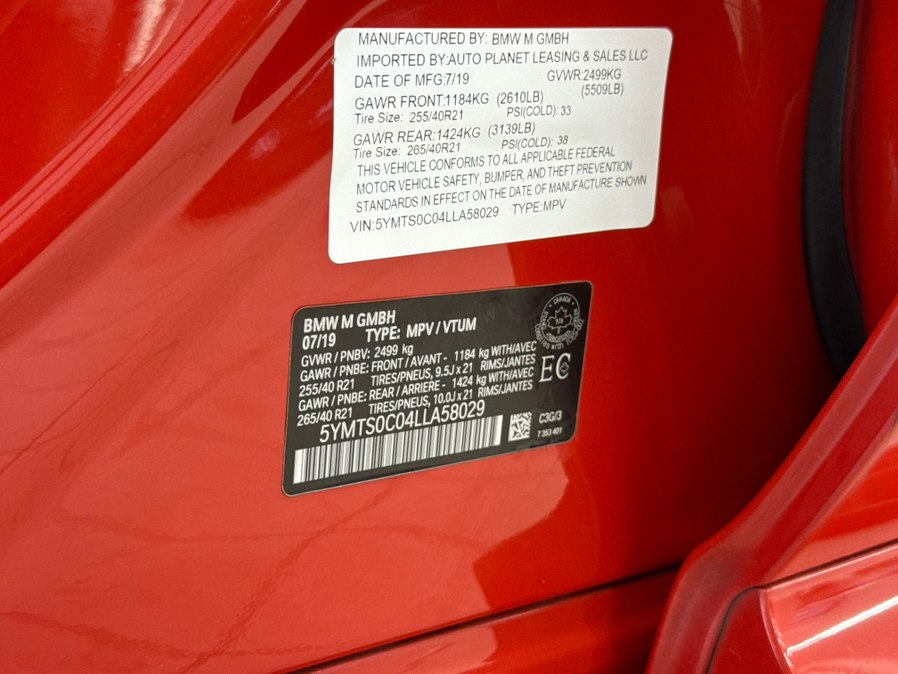 MANUFACTURED BY: BMW M GMBH
IMPORTED BY:AUTO PLANET LEASING & SALES LLC
DATE OF MFG:7/19 GVWR:2499KG
(5509LB)
GAWR FRONT:1184KG (2610LB)
Tire Size: 255/40R21 PSI(COLD): 33
GAWR REAR:1424KG (3139LB)
Tire Size: 265/40R21 PSI(COLD): 38
THIS VEHICLE CONFORMS TO ALL APPLICABLE FEDERAL
MOTOR VEHICLE SAFETY, BUMPER, AND THEFT PREVENTION
STANDARDS IN EFFECT ON THE DATE OF MANUFACTURE SHOWN
VIN:5YMTS0C04LLA58029 TYPE:MPV
BMW M GMBH
07/19 TYPE: MPV / VTUM
GVWR / PNBV: 2499 kg
GAWR / PNBE: FRONT / AVANT - 1184 kg WITH/AVEC
255/40 R21 TIRES/PNEUS, 9.5J x 21 RIMS/JANTES
GAWR / PNBE: REAR / ARRIERE - 1424 kg WITH/AVEC
265/40 R21 TIRES/PNEUS, 10.0J x 21 RIMS/JANTES
5YMTS0C04LLA58029
CANADA
EC
C3G/3
7 353 401